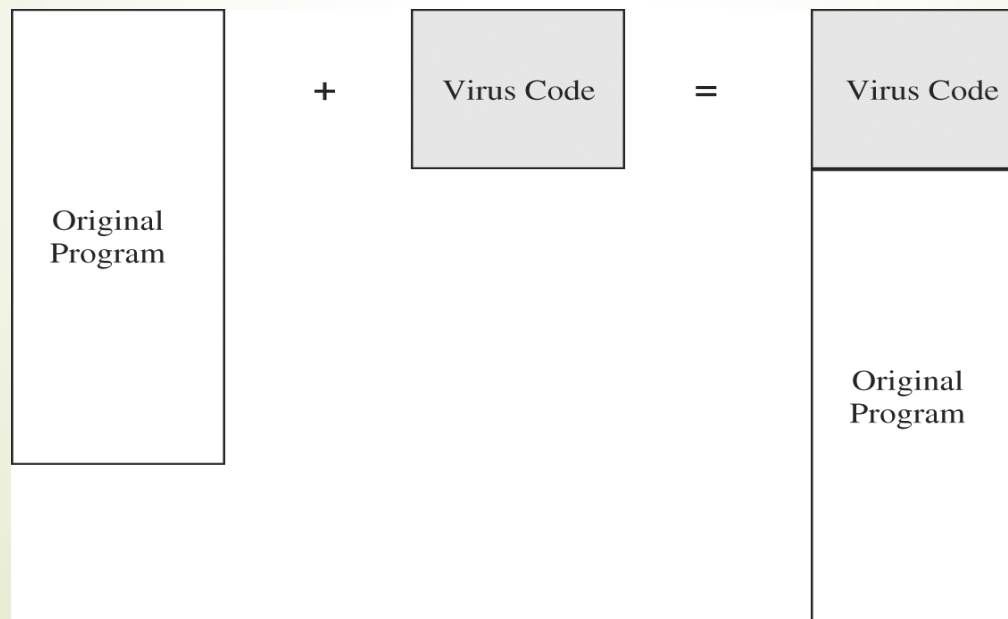 +
Virus Code
=
Virus Code
Original
Program
Original
Program